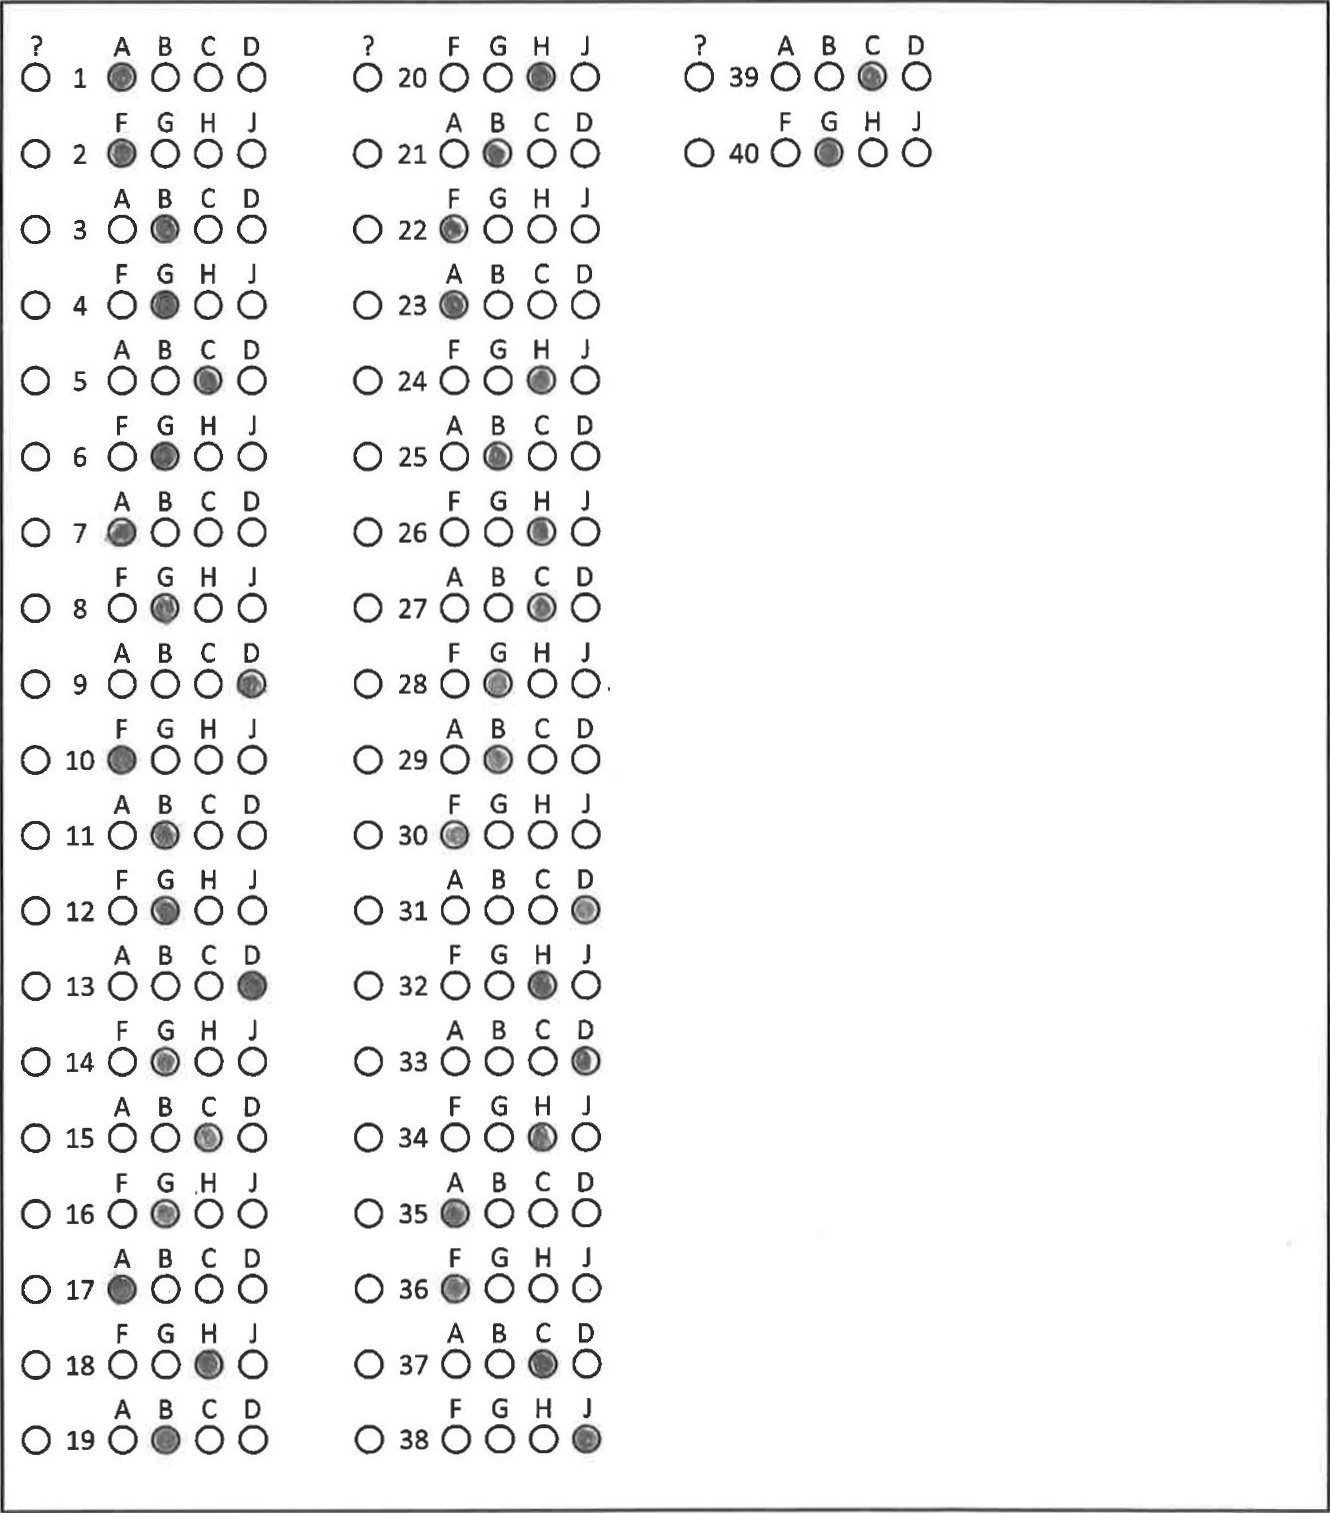 ? A B C D
1
F G H J
2
A B C D
3
F G H J
4
A B C D
5
F G H J
6
A B C D
7
F G H J
8
A B C D
9
F G H J
10
A B C D
11
F G H J
12
A B C D
13
F G H J
14
A B C D
15
F G H J
16
A B C D
17
F G H J
18
A B C D
19
? F G H J
20
A B C D
21
F G H J
22
A B C D
23
F G H J
24
A B C D
25
F G H J
26
A B C D
27
F G H J
28
A B C D
29
F G H J
30
A B C D
31
F G H J
32
A B C D
33
F G H J
34
A B C D
35
F G H J
36
A B C D
37
F G H J
38
? A B C D
39
F G H J
40